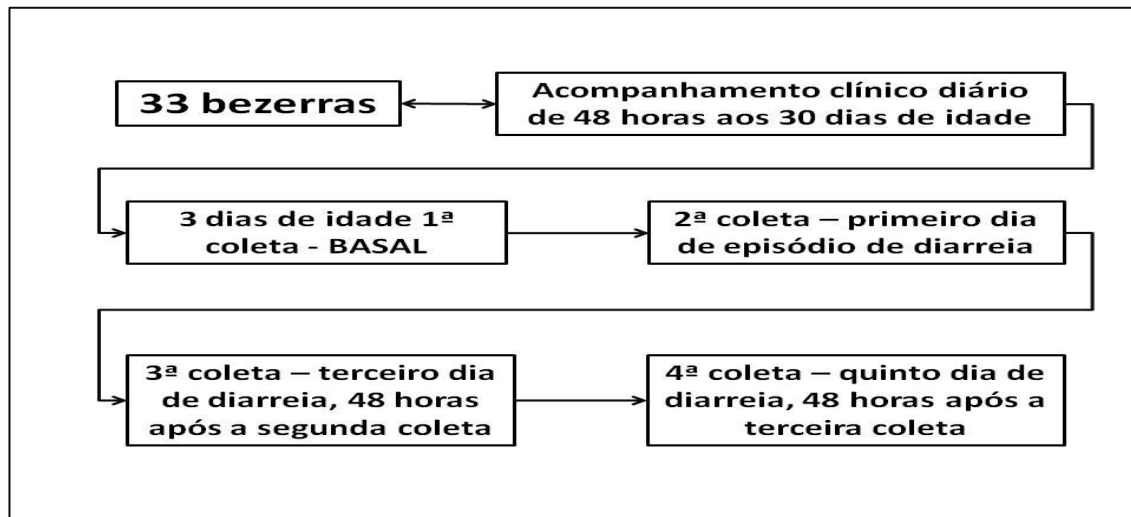 33 bezerras
Acompanhamento clínico diário
de 48 horas aos 30 dias de idade
3 dias de idade 1ª
coleta - BASAL
2ª coleta – primeiro dia
de episódio de diarreia
3ª coleta – terceiro dia
de diarreia, 48 horas
após a segunda coleta
4ª coleta – quinto dia de
diarreia, 48 horas após a
terceira coleta